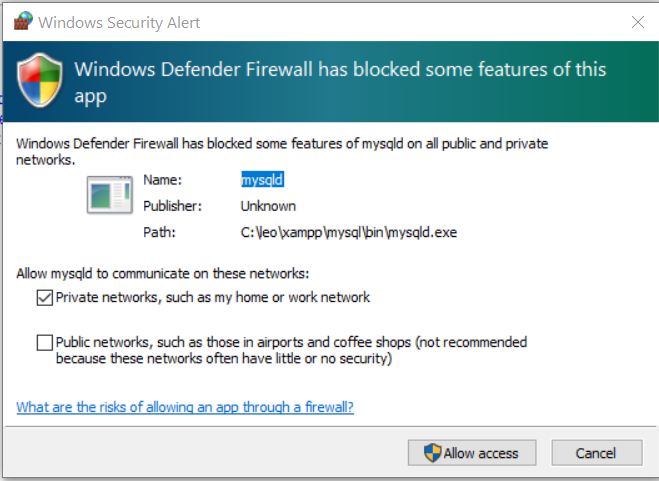 Windows Security Alert
Windows Defender Firewall has blocked some features of this
app
Windows Defender Firewall has blocked some features of mysqld on all public and private
networks.
Name: mysqld
Publisher: Unknown
Path: C:\leo\xampp\mysql\bin\mysqld.exe
Allow mysqld to communicate on these networks:
Private networks, such as my home or work network
Public networks, such as those in airports and coffee shops (not recommended
because these networks often have little or no security)
What are the risks of allowing an app through a firewall?
Allow access Cancel